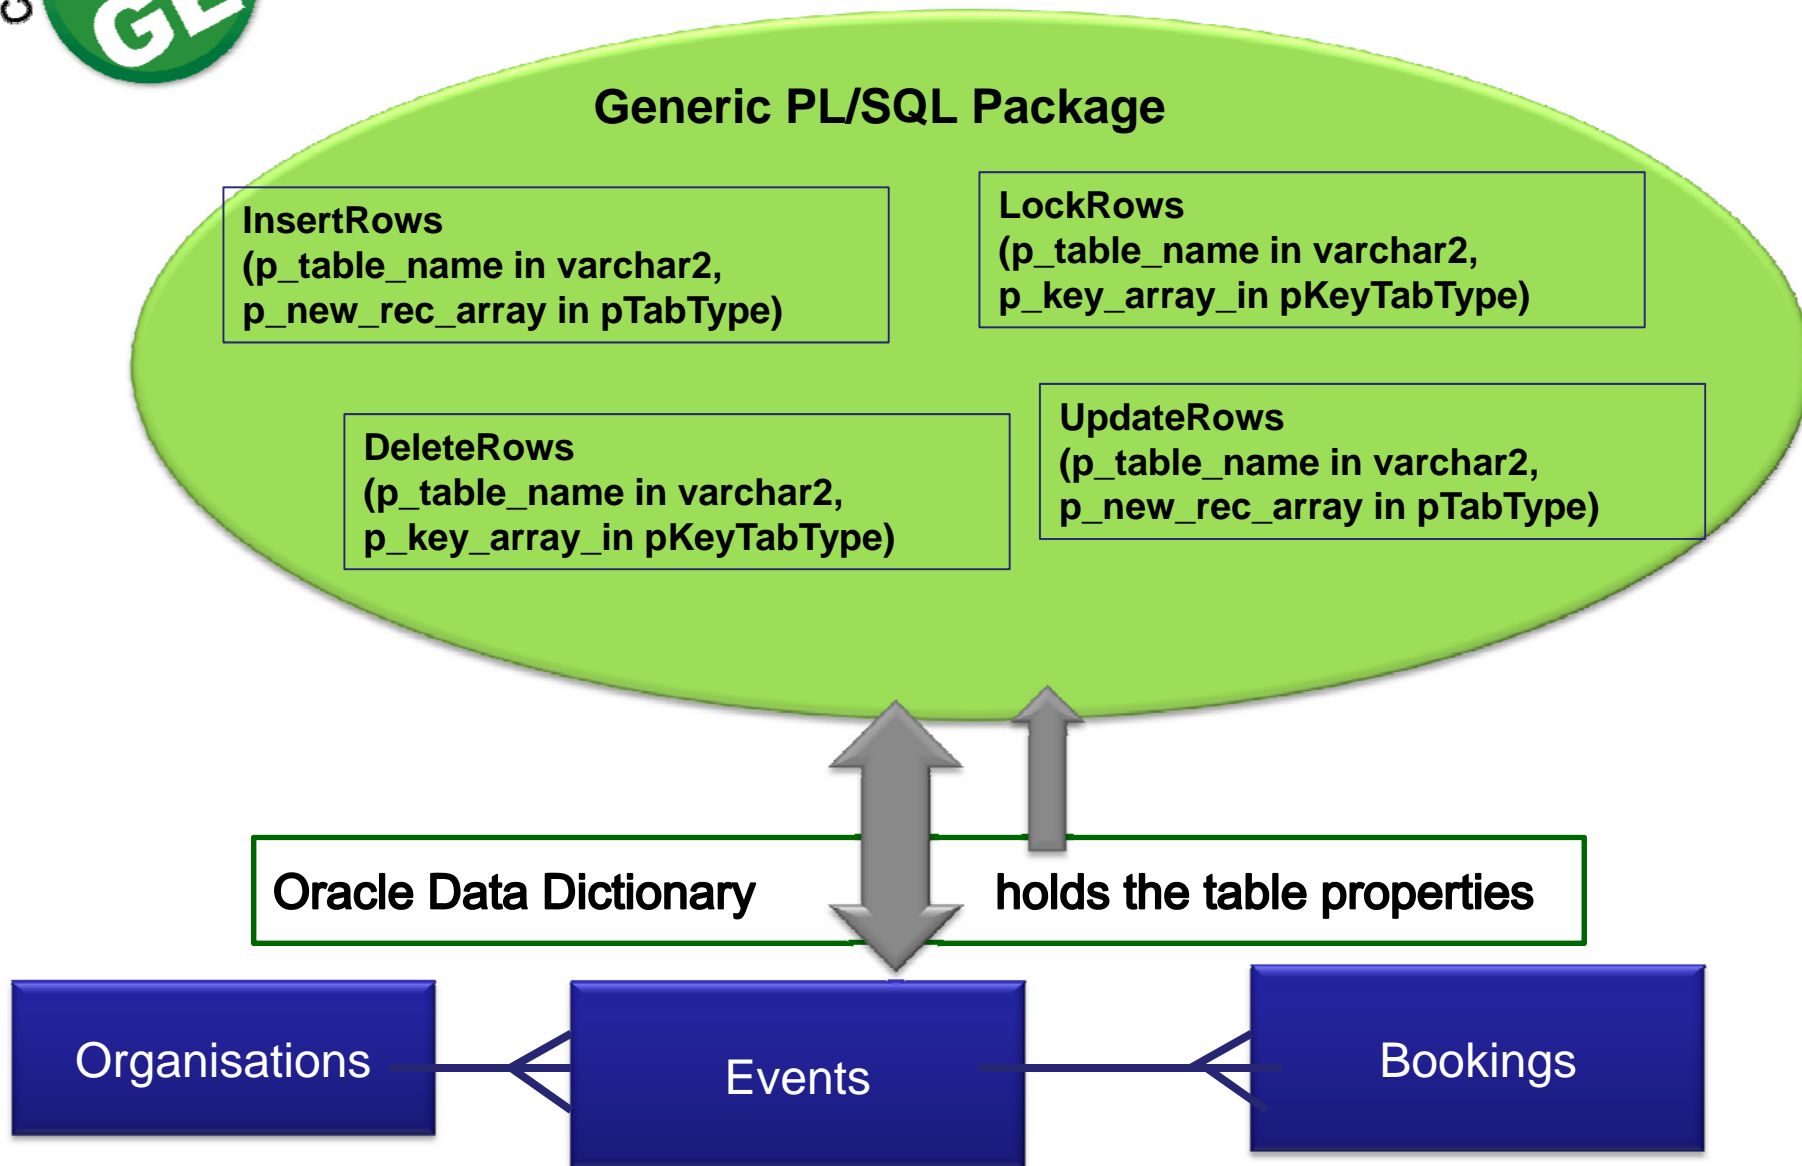 GE
Generic PL/SQL Package
InsertRows
(p_table_name in varchar2,
p_new_rec_array in pTabType)
LockRows
(p_table_name in varchar2,
p_key_array_in pKeyTabType)
DeleteRows
(p_table_name in varchar2,
p_key_array_in pKeyTabType)
UpdateRows
(p_table_name in varchar2,
p_new_rec_array in pTabType)
Oracle Data Dictionary holds the table properties
Organisations
Events
Bookings